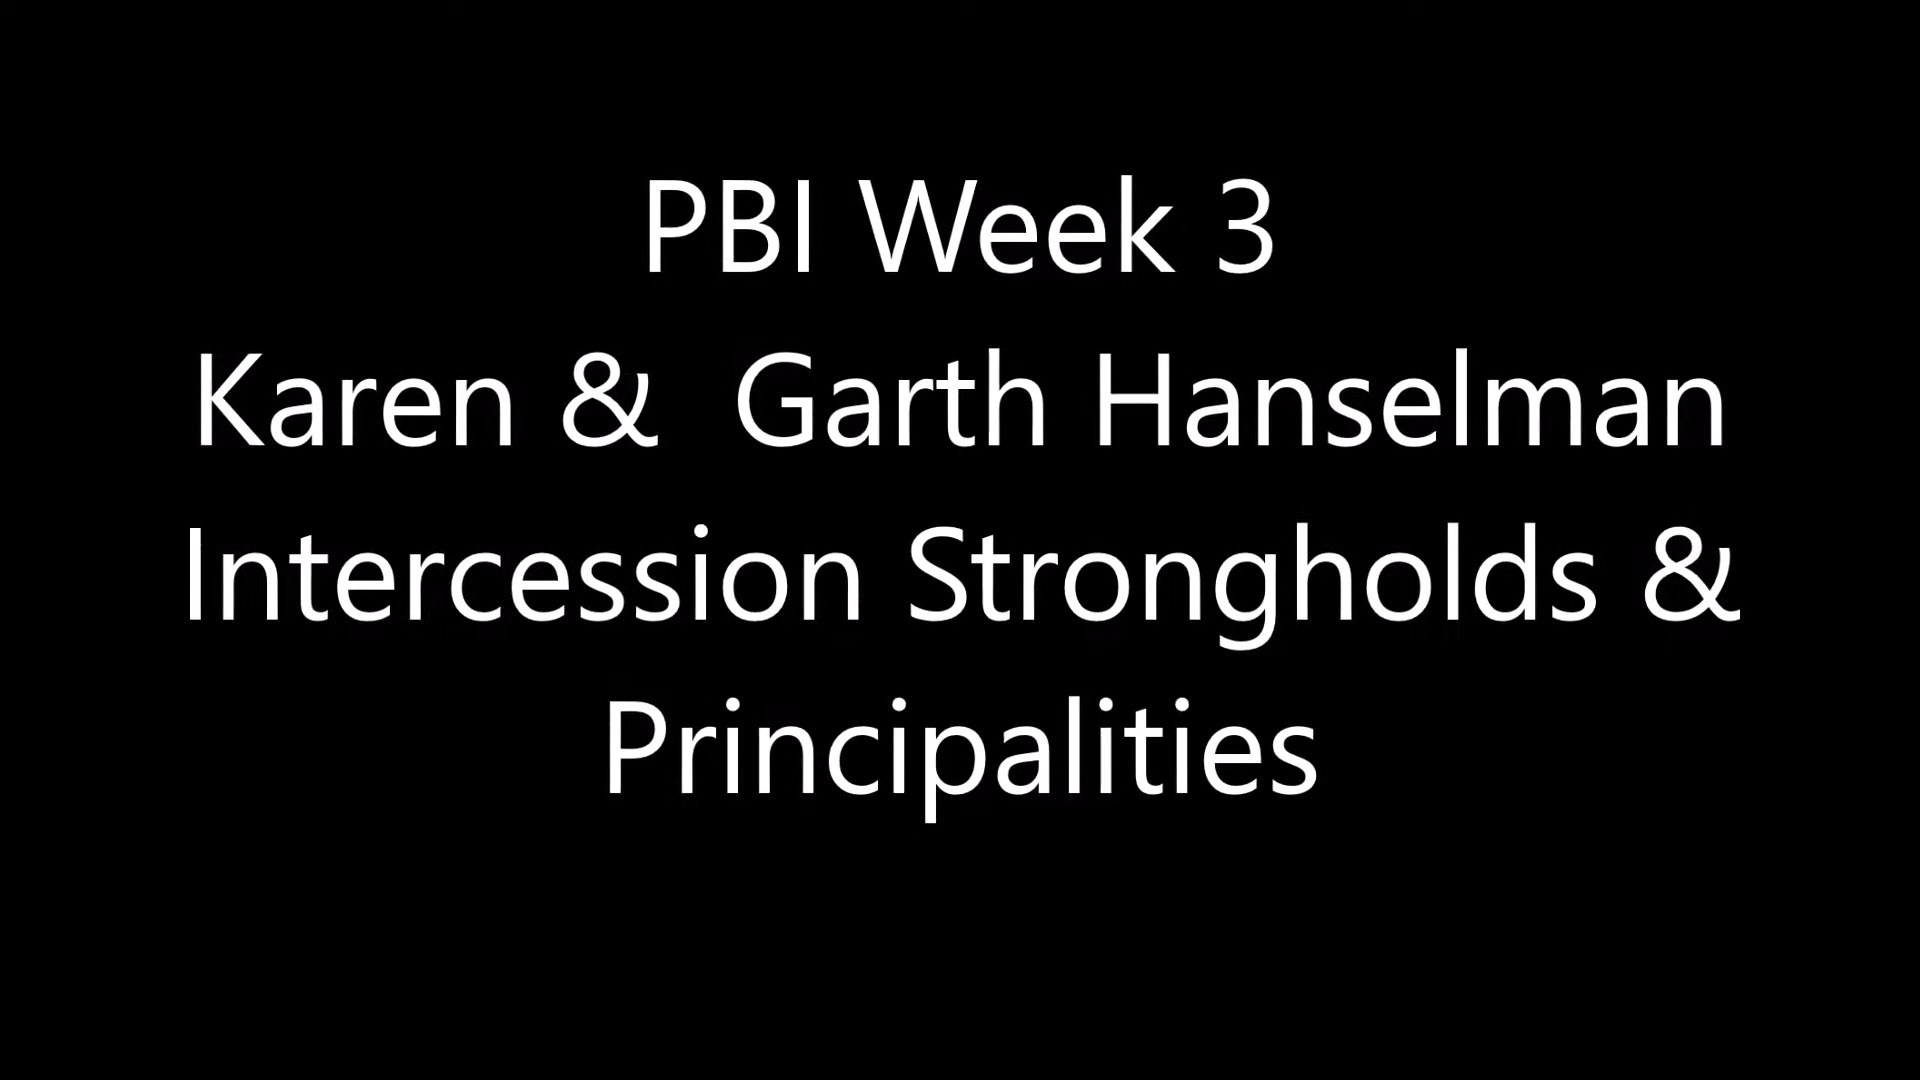 PBI Week 3
Karen &  Garth Hanselman
Intercession Strongholds &
Principalities